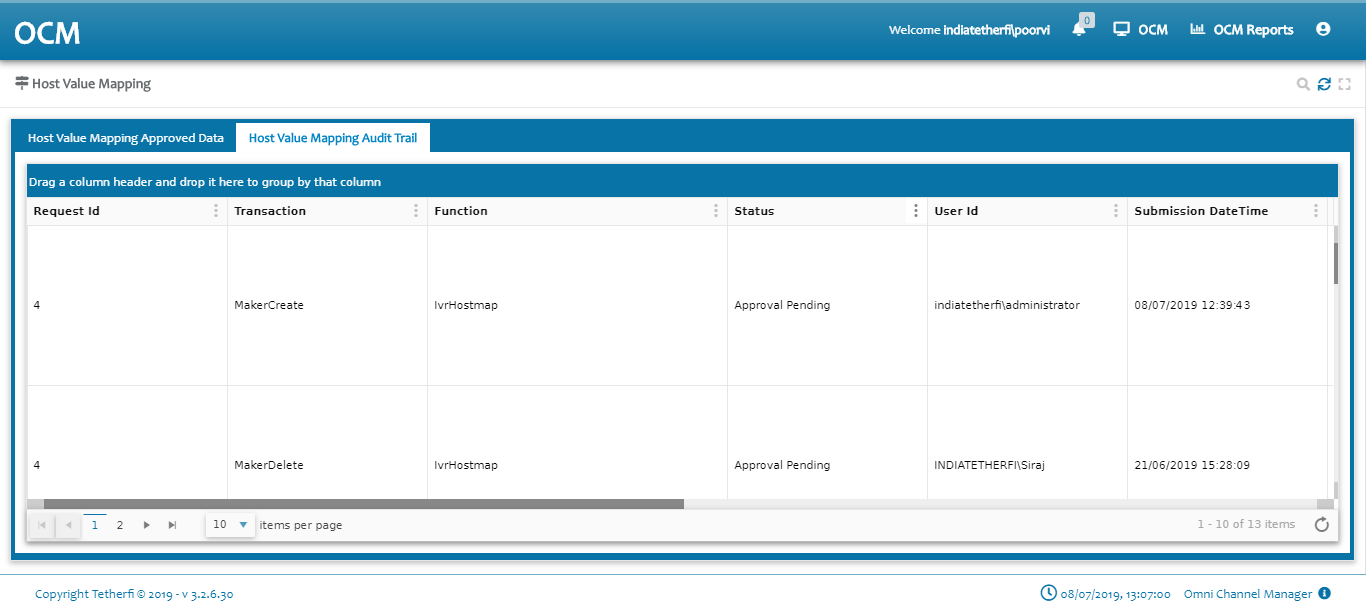 OCM
Welcome indiatetherfi\poorvi
0
OCM
OCM Reports
Host Value Mapping
Host Value Mapping Approved Data
Host Value Mapping Audit Trail
Drag a column header and drop it here to group by that column
Request Id Transaction Function Status User Id Submission DateTime
4 MakerCreate IvrHostmap Approval Pending indiatetherfi\administrator 08/07/2019 12:39:43
4 MakerDelete IvrHostmap Approval Pending INDIATETHERFI\Siraj 21/06/2019 15:28:09
1 2 10 items per page 1 - 10 of 13 items
Copyright Tetherfi © 2019 - v 3.2.6.30 08/07/2019, 13:07:00 Omni Channel Manager